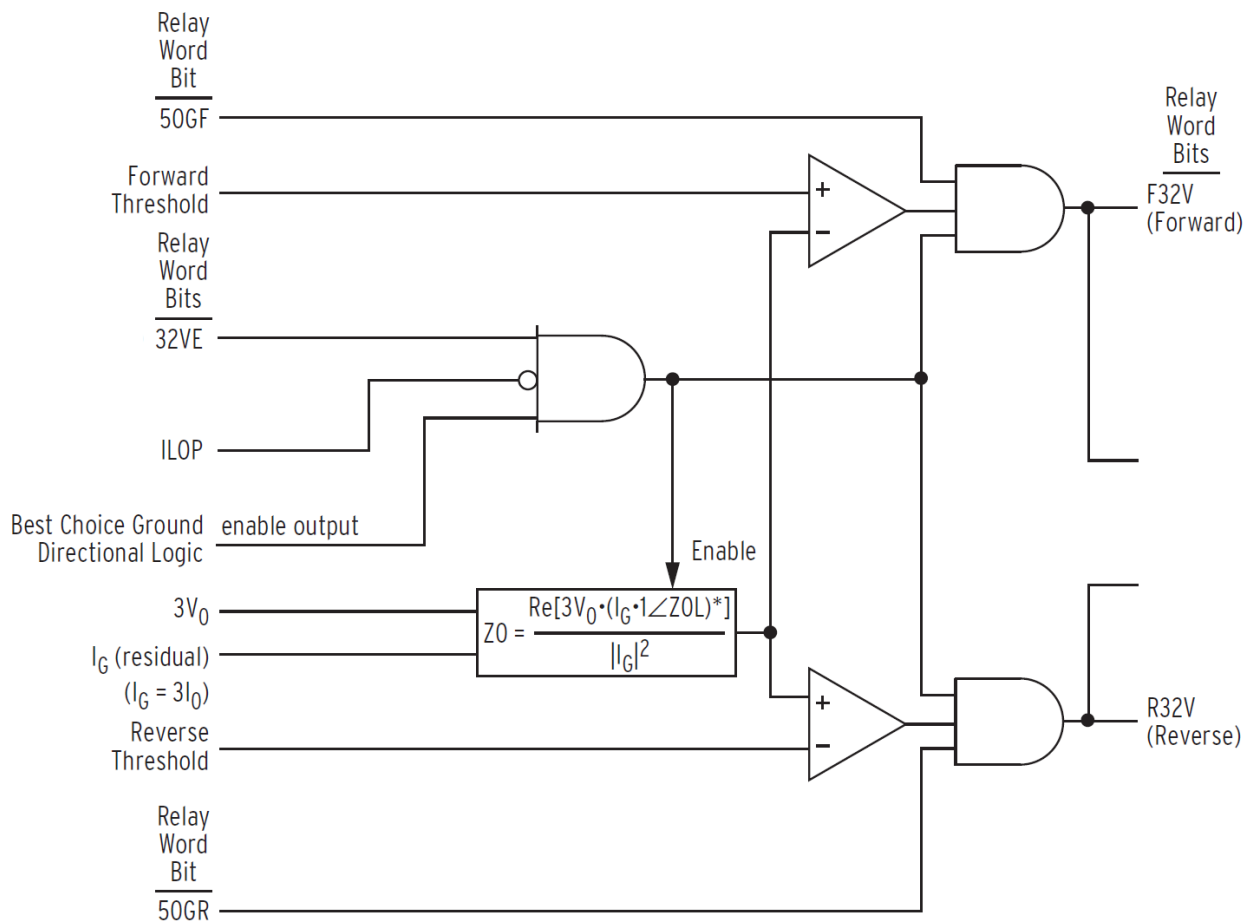 Relay
Word
Bit
50GF
Forward
Threshold
Relay
Word
Bits
32VE
ILOP
Best Choice Ground
Directional Logic
enable output
3V0
IG (residual)
(IG = 3I0)
Reverse
Threshold
Relay
Word
Bit
50GR
+
−
Enable
Z0 = Re[3V0•(IG•1∠Z0L)*]
|IG|2
+
−
Relay
Word
Bits
F32V
(Forward)
R32V
(Reverse)